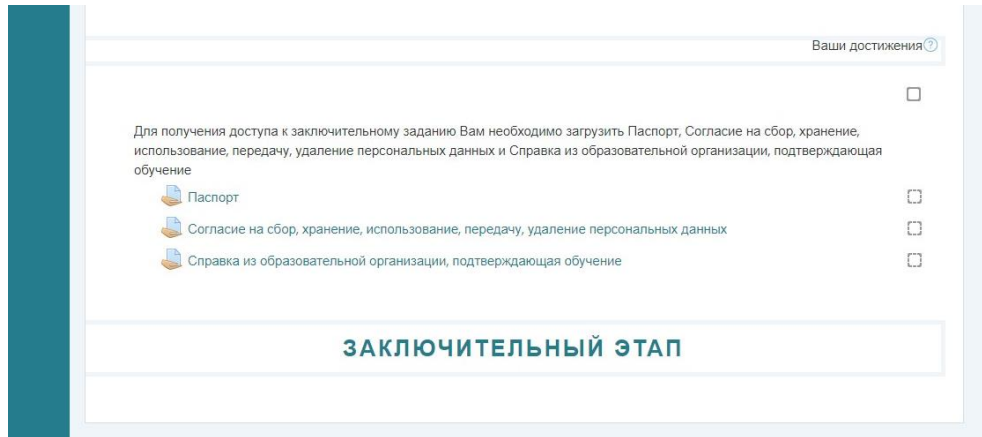 Ваши достижения
Для получения доступа к заключительному заданию Вам необходимо загрузить Паспорт, Согласие на сбор, хранение,
использование, передачу, удаление персональных данных и Справка из образовательной организации, подтверждающая
обучение
Паспорт
Согласие на сбор, хранение, использование, передачу, удаление персональных данных
Справка из образовательной организации, подтверждающая обучение
ЗАКЛЮЧИТЕЛЬНЫЙ ЭТАП